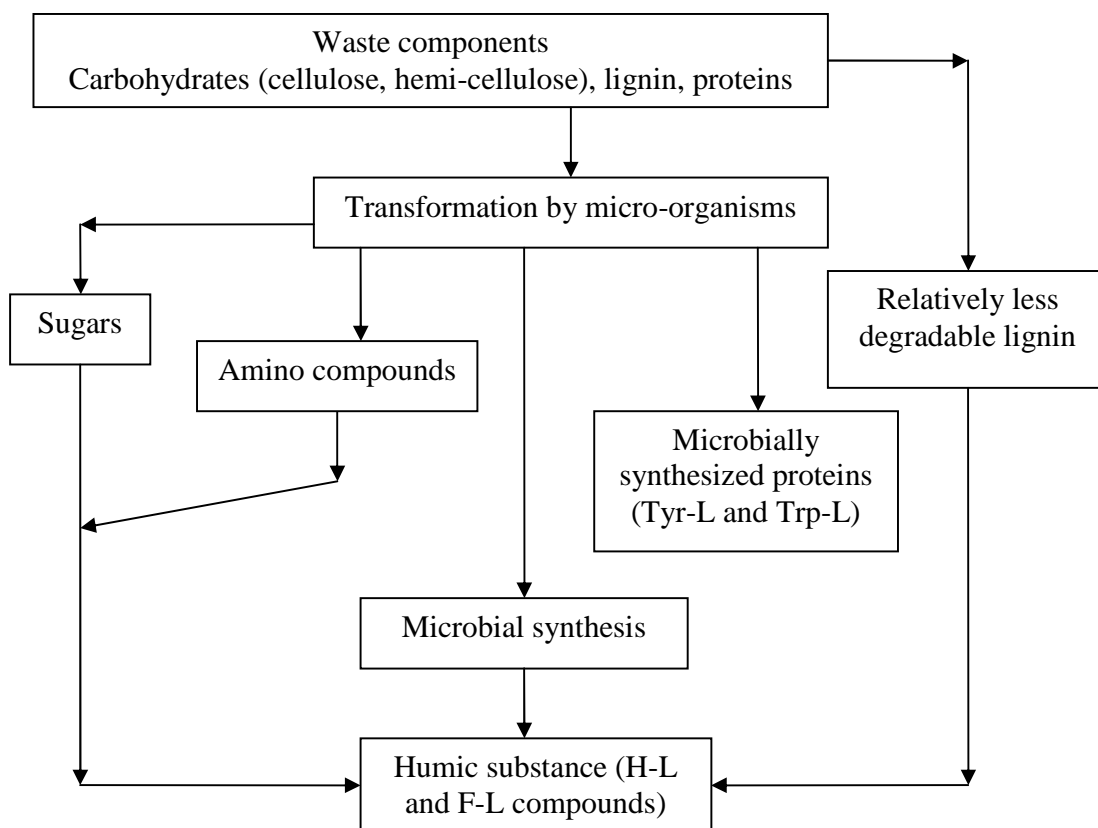 Waste components
Carbohydrates (cellulose, hemi-cellulose), lignin, proteins
Transformation by micro-organisms
Sugars
Relatively less
degradable lignin
Amino compounds
Microbially
synthesized proteins
(Tyr-L and Trp-L)
Microbial synthesis
Humic substance (H-L
and F-L compounds)